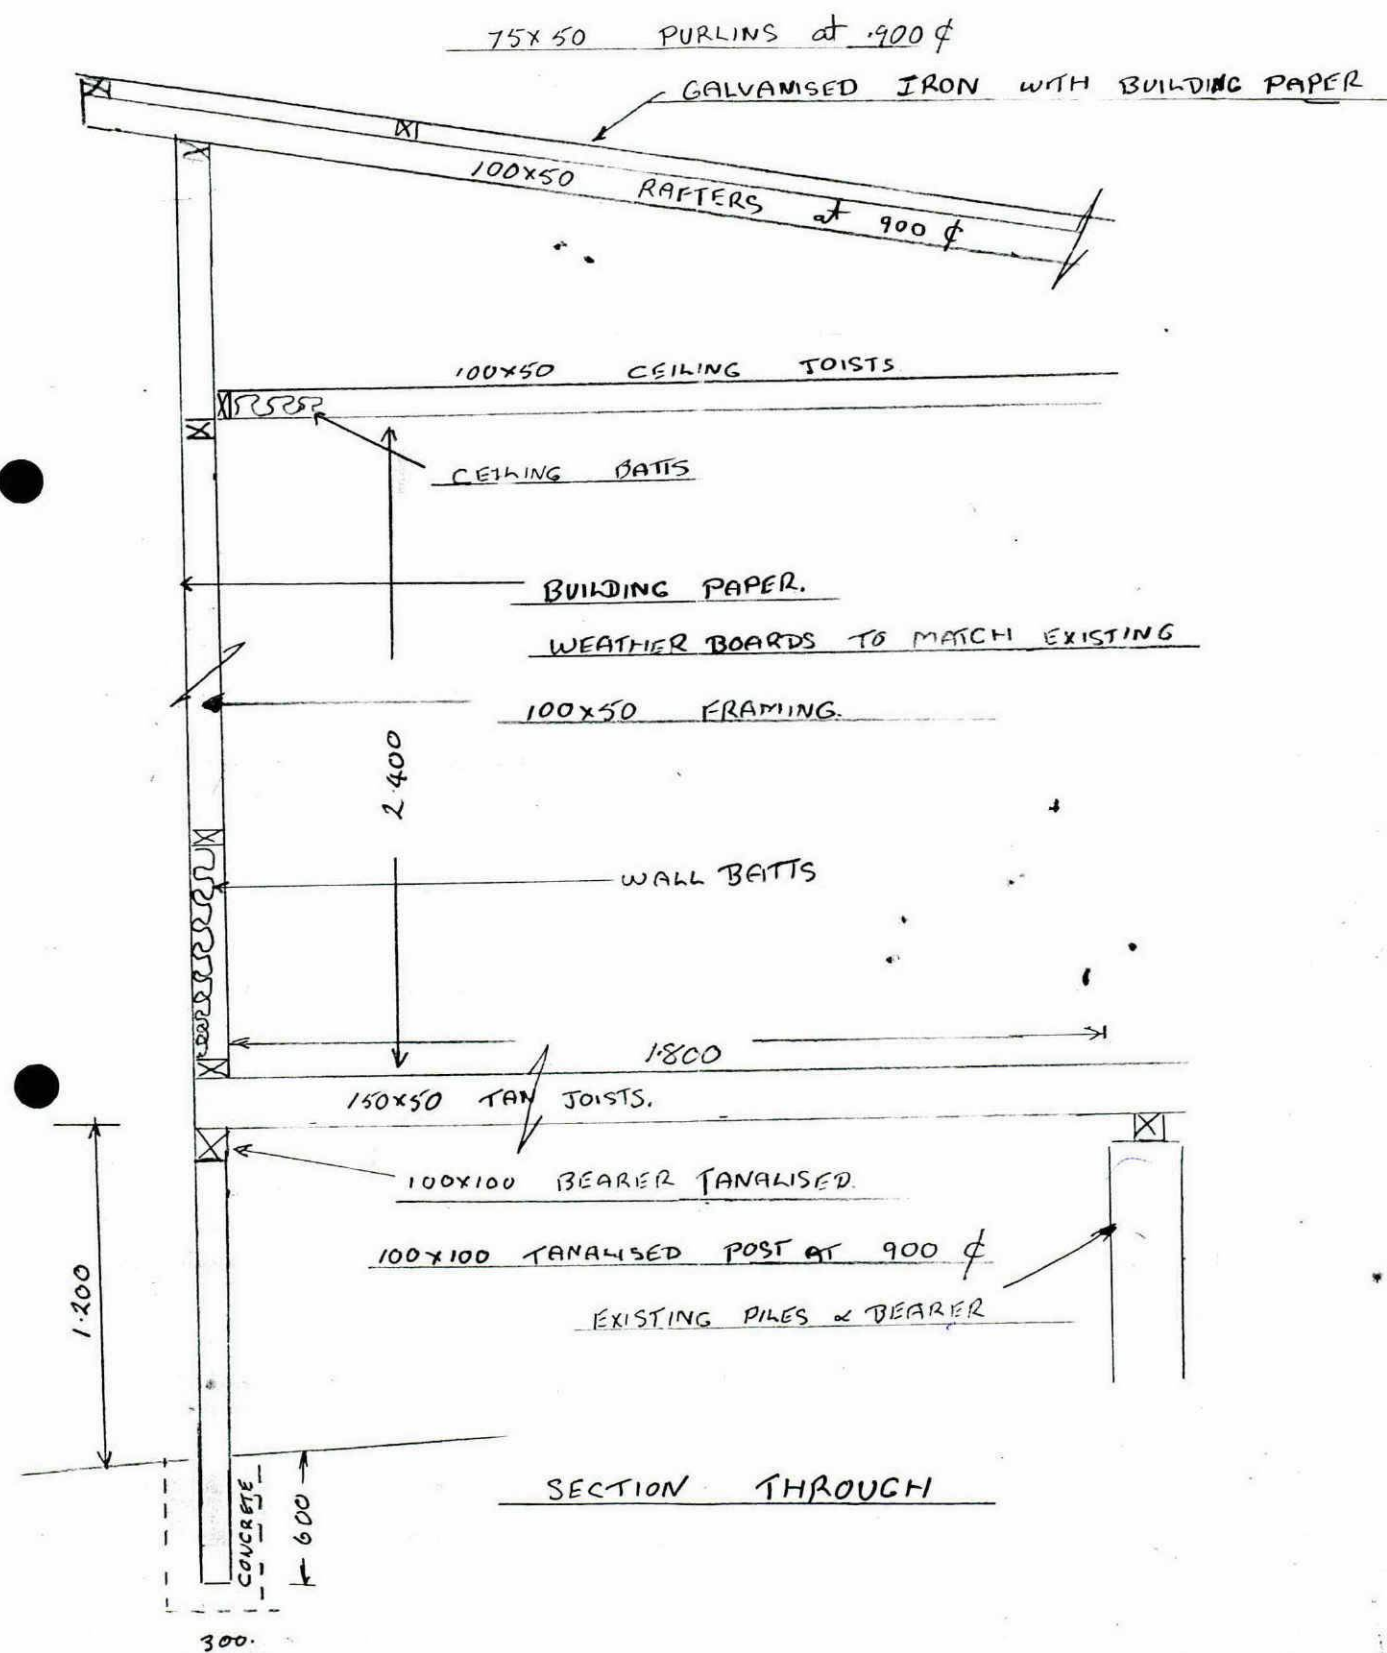 75x50 PURLINS at .900 ₵
GALVANISED IRON WITH BUILDING PAPER
100x50 RAFTERS at 900 ₵
100x50 CEILING JOISTS
CEILING BATTS
BUILDING PAPER.
WEATHER BOARDS TO MATCH EXISTING
100x50 FRAMING.
2.400
WALL BATTS
1.800
150x50 TAN JOISTS.
100x100 BEARER TANALISED.
100x100 TANALISED POST AT 900 ₵
EXISTING PILES & BEARER
1.200
SECTION THROUGH
CONCRETE
600
300.